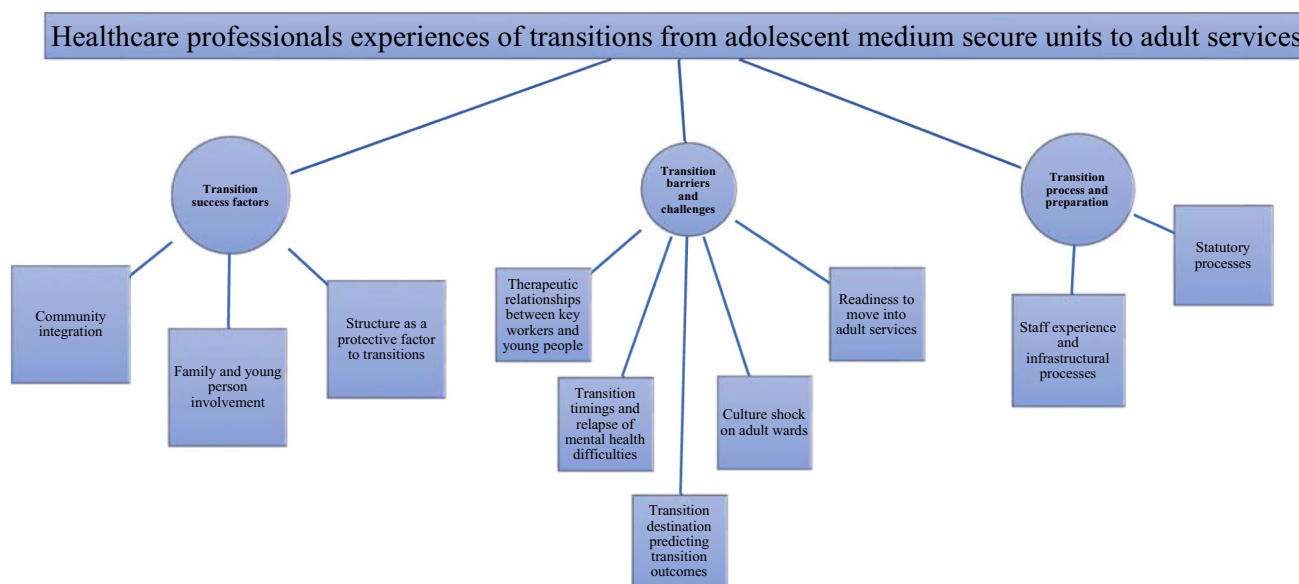 Healthcare professionals experiences of transitions from adolescent medium secure units to adult services
Transition
success factors
Transition
barriers
and
challenges
Transition
process and
preparation
Community
integration
Family and young
person
involvement
Structure as a
protective factor
to transitions
Therapeutic
relationships
between key
workers and
young people
Transition
timings and
relapse of
mental health
difficulties
Transition
destination
predicting
transition
outcomes
Culture shock
on adult wards
Readiness to
move into
adult services
Staff experience
and
infrastructural
processes
Statutory
processes